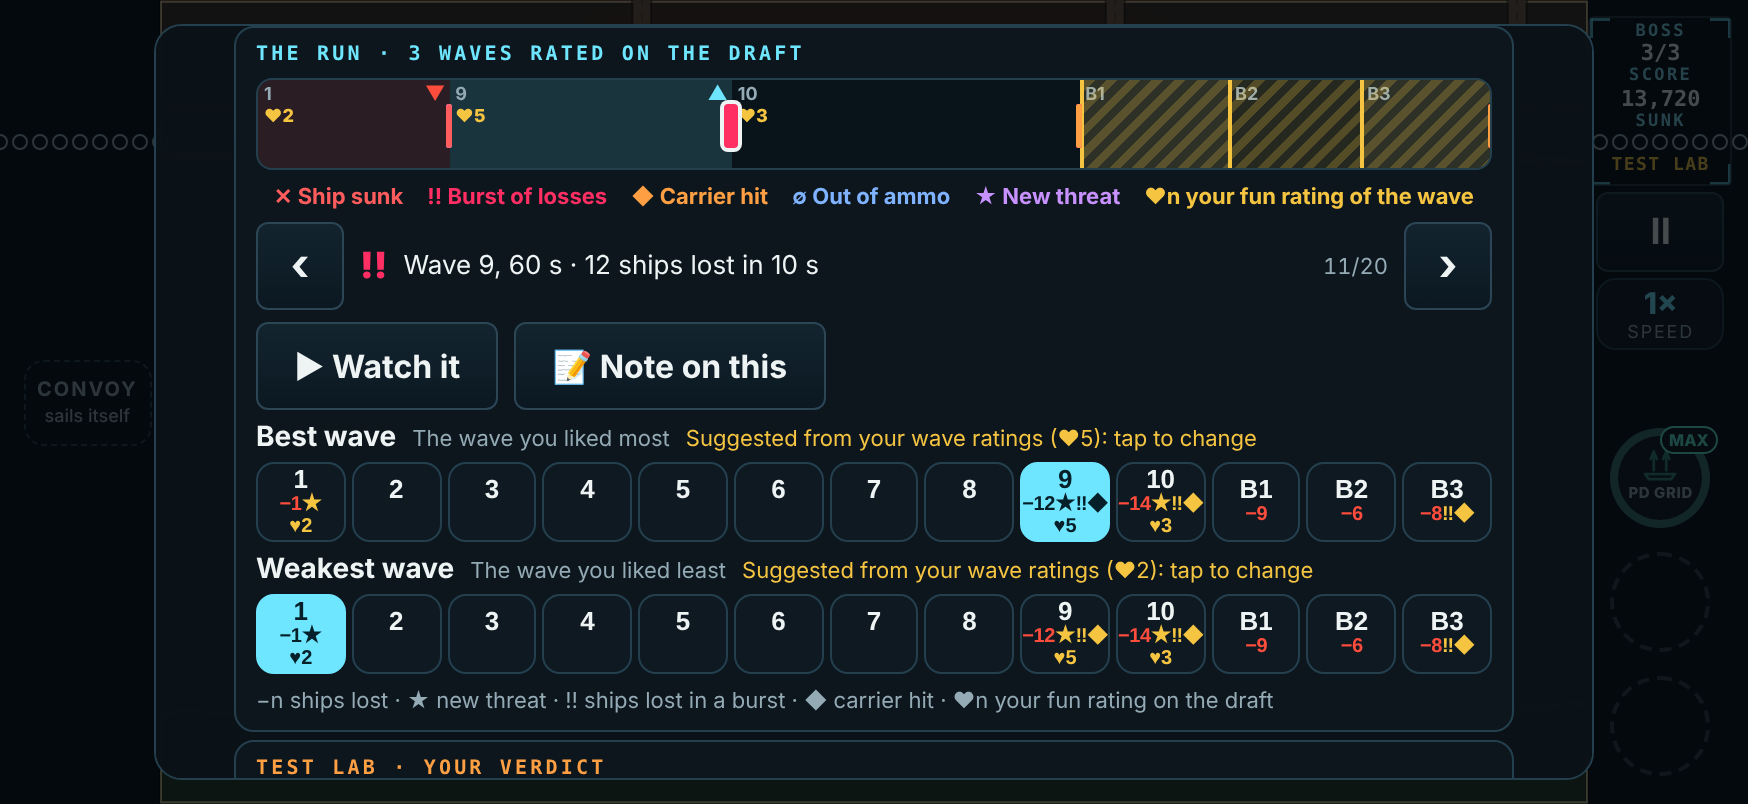 THE RUN · 3 WAVES RATED ON THE DRAFT
1 9 10 B1 B2 B3
♥2 ♥5 ♥3
✕ Ship sunk !! Burst of losses ◆ Carrier hit ø Out of ammo ★ New threat ♥n your fun rating of the wave
‹ !! Wave 9, 60 s · 12 ships lost in 10 s 11/20 ›
▶ Watch it 📝 Note on this
Best wave The wave you liked most Suggested from your wave ratings (♥5): tap to change
1 2 3 4 5 6 7 8 9 10 B1 B2 B3
−1★ −12★!!◆ −14★!!◆ −9 −6 −8!!◆
♥2 ♥5 ♥3
Weakest wave The wave you liked least Suggested from your wave ratings (♥2): tap to change
1 2 3 4 5 6 7 8 9 10 B1 B2 B3
−1★ −12★!!◆ −14★!!◆ −9 −6 −8!!◆
♥2 ♥5 ♥3
−n ships lost · ★ new threat · !! ships lost in a burst · ◆ carrier hit · ♥n your fun rating on the draft
TEST LAB · YOUR VERDICT
CONVOY
sails itself
BOSS
3/3
SCORE
13,720
SUNK
TEST LAB
1×
SPEED
MAX
PD GRID